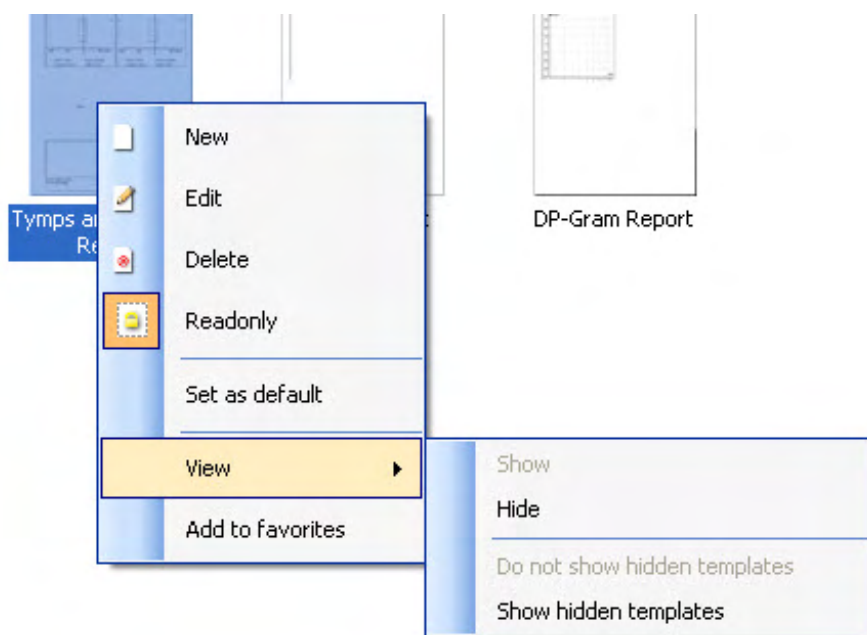 New
Edit
Tymps a
DP-Gram Report
Re
Delete
Readonly
Set as default
View
Show
Hide
Add to favorites
Do not show hidden templates
Show hidden templates